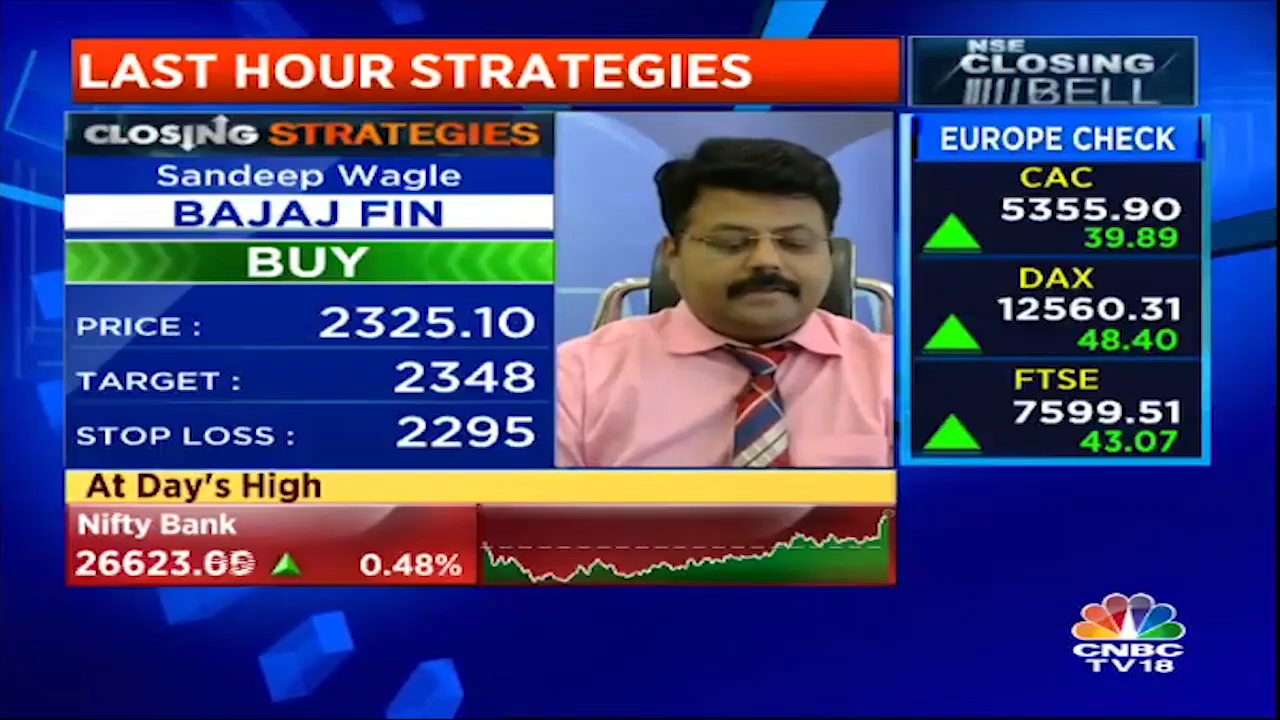 LAST HOUR STRATEGIES
NSE
CLOSING
BELL
CLOSING STRATEGIES
Sandeep Wagle
BAJAJ FIN
BUY
PRICE : 2325.10
TARGET : 2348
STOP LOSS : 2295
At Day's High
Nifty Bank
0.48%
EUROPE CHECK
CAC
5355.90
39.89
DAX
12560.31
48.40
FTSE
7599.51
43.07
CNBC
TV18